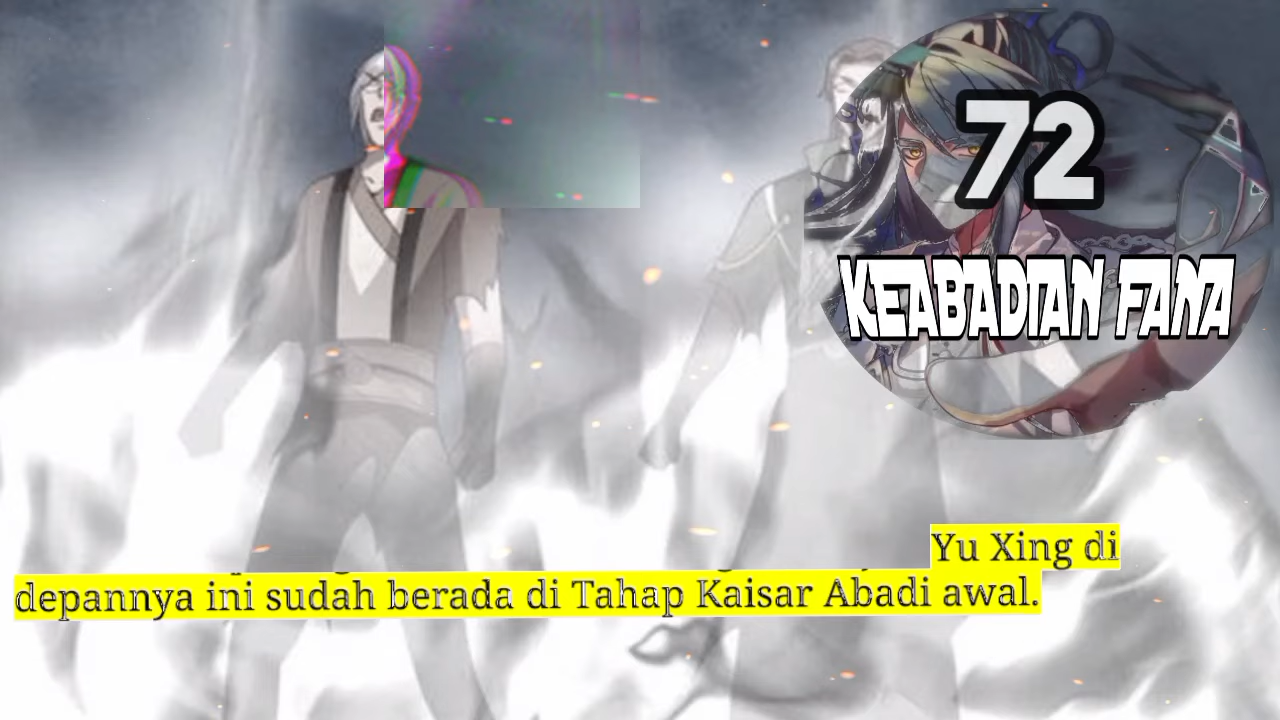 72
KEABADIAN FANA
Yu Xing di
depannya ini sudah berada di Tahap Kaisar Abadi awal.